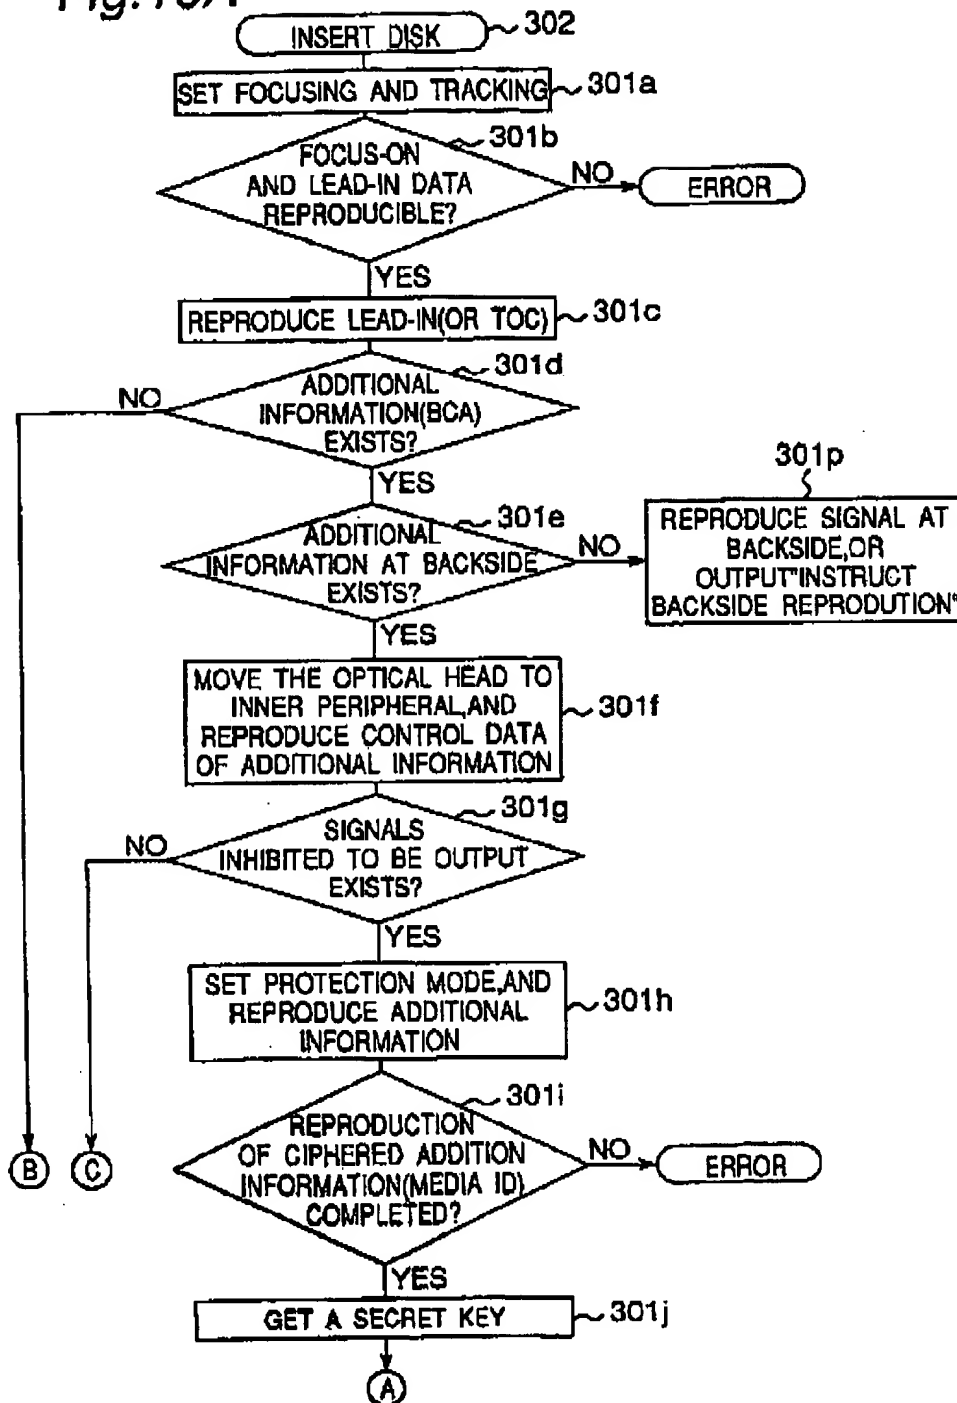 INSERT DISK
302
SET FOCUSING AND TRACKING
301a
301b
FOCUS-ON
AND LEAD-IN DATA
REPRODUCIBLE?
NO
ERROR
YES
REPRODUCE LEAD-IN(OR TOC)
301c
301d
NO
ADDITIONAL
INFORMATION(BCA)
EXISTS?
YES
301p
301e
ADDITIONAL
INFORMATION AT BACKSIDE
EXISTS?
NO
REPRODUCE SIGNAL AT
BACKSIDE,OR
OUTPUT"INSTRUCT
BACKSIDE REPRODUTION"
YES
MOVE THE OPTICAL HEAD TO
INNER PERIPHERAL,AND
REPRODUCE CONTROL DATA
OF ADDITIONAL INFORMATION
301f
301g
NO
SIGNALS
INHIBITED TO BE OUTPUT
EXISTS?
YES
SET PROTECTION MODE,AND
REPRODUCE ADDITIONAL
INFORMATION
301h
301i
REPRODUCTION
OF CIPHERED ADDITION
INFORMATION(MEDIA ID)
COMPLETED?
NO
ERROR
B
C
YES
GET A SECRET KEY
301j
A